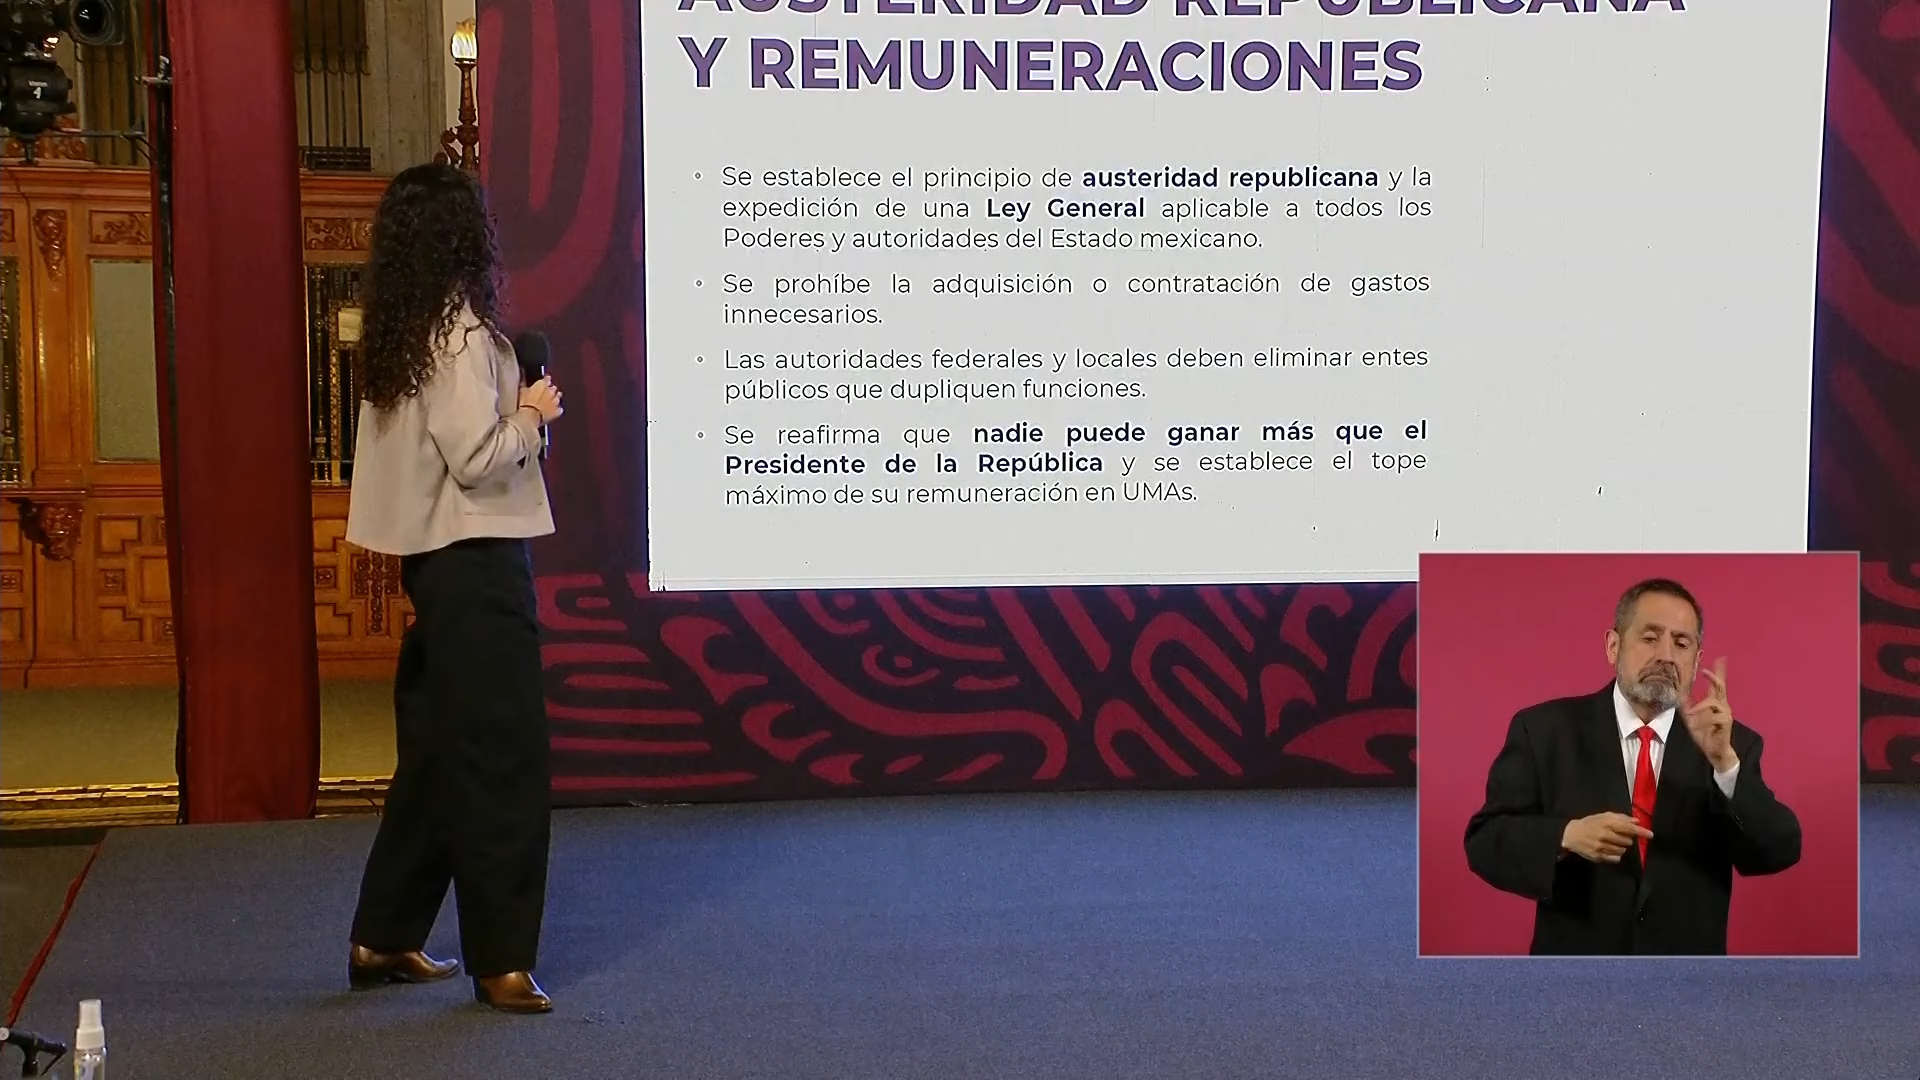 AUSTERIDAD REPUBLICANA
Y REMUNERACIONES
Se establece el principio de austeridad republicana y la
expedición de una Ley General aplicable a todos los
Poderes y autoridades del Estado mexicano.
Se prohíbe la adquisición o contratación de gastos
innecesarios.
Las autoridades federales y locales deben eliminar entes
públicos que dupliquen funciones.
Se reafirma que nadie puede ganar más que el
Presidente de la República y se establece el tope
máximo de su remuneración en UMAs.
4